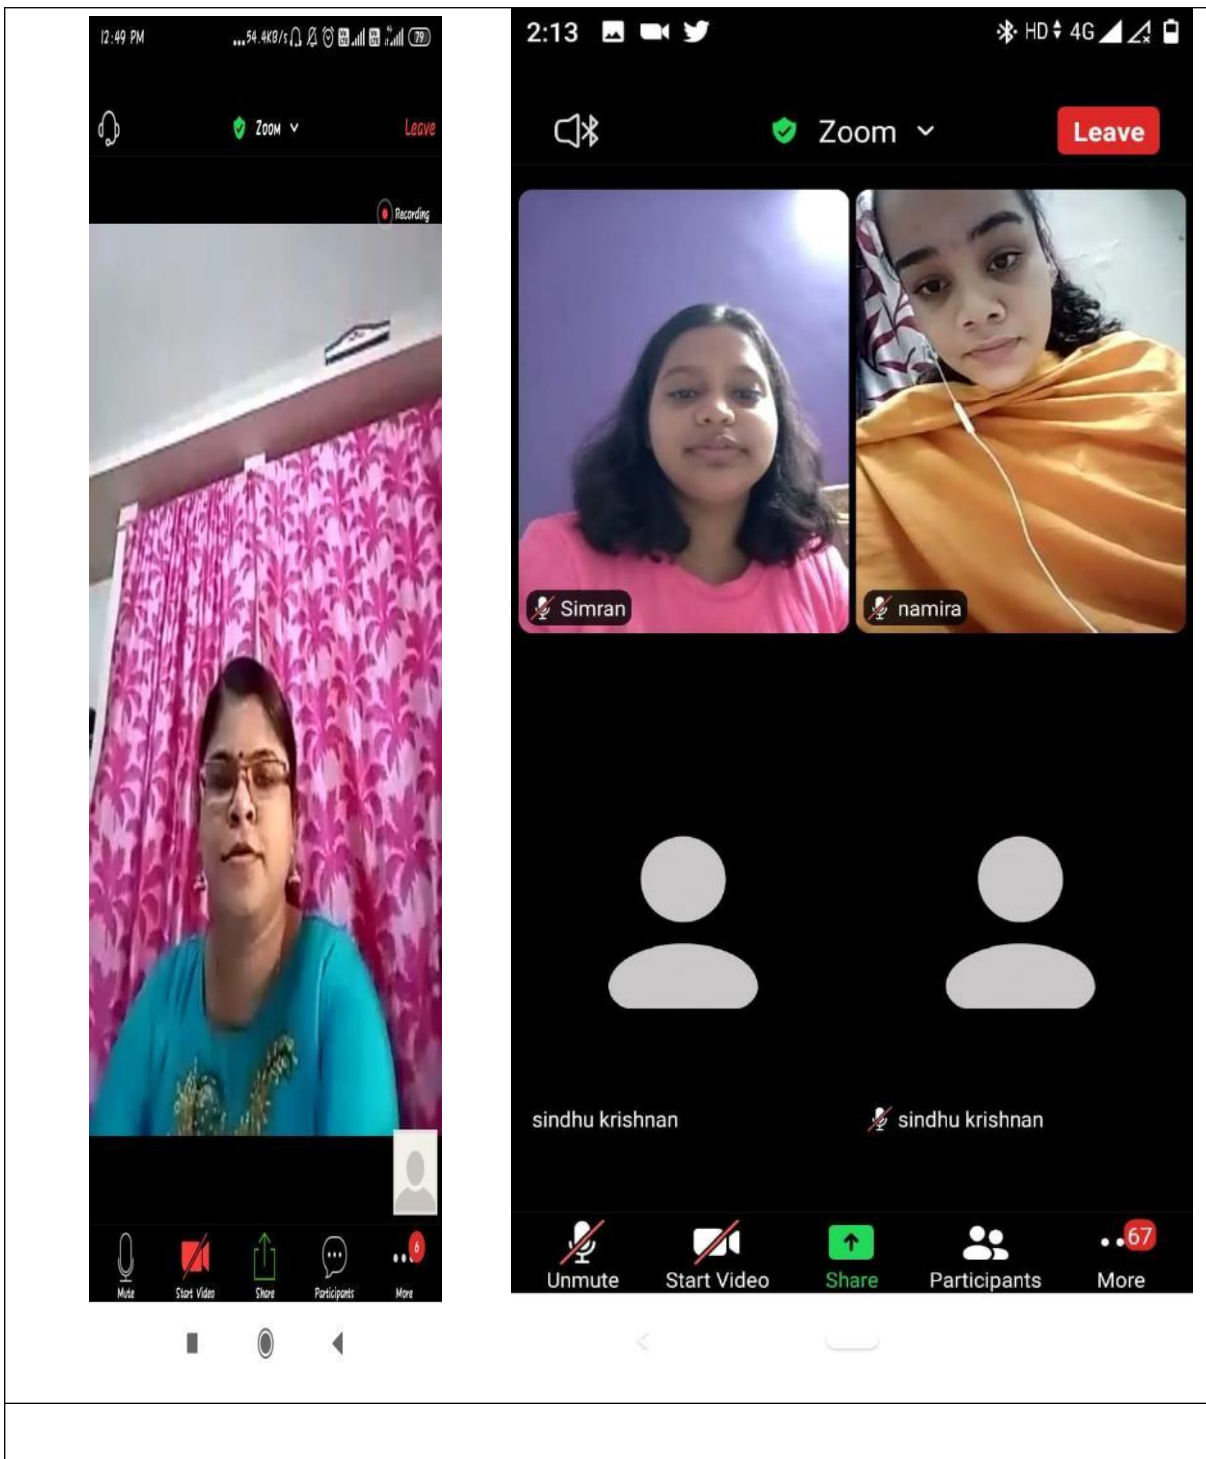 12:49 PM
...54.4KB/s
79
Zoom
Leave
Recording
Mute
Start Video
Share
Participants
6
More
2:13
HD 4G
Zoom
Leave
Simran
namira
sindhu krishnan
sindhu krishnan
Unmute
Start Video
Share
Participants
67
More